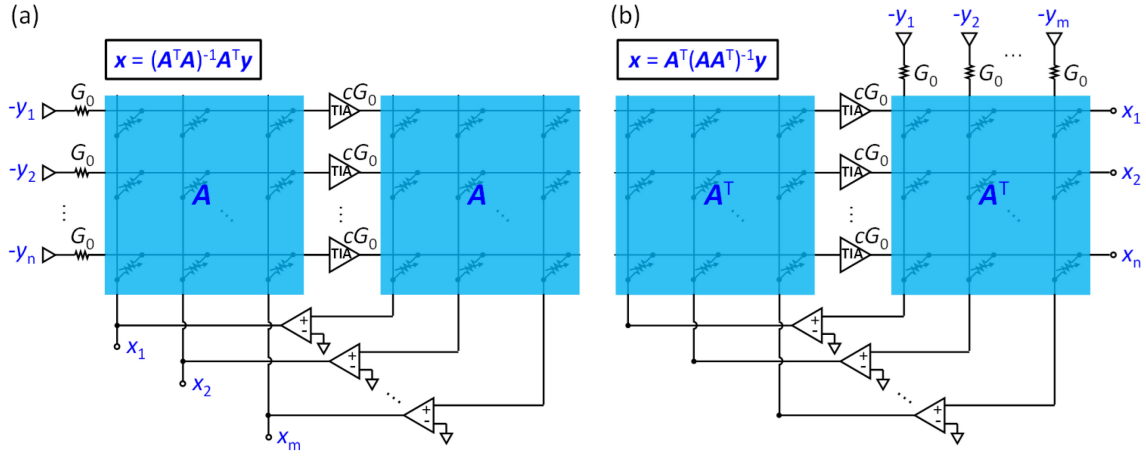 (a)
x = (AᵀA)⁻¹Aᵀy
-y₁ G₀ cG₀ TIA
-y₂ G₀ cG₀ TIA
A A
⋮ ⋱ ⋮ ⋱
-yₙ G₀ cG₀ TIA
+ -
x₁
+ -
x₂
⋱
+ -
xₘ
(b)
-y₁ -y₂ ... -yₘ
x = Aᵀ(AAᵀ)⁻¹y
G₀ G₀ G₀
cG₀ TIA x₁
cG₀ TIA x₂
Aᵀ Aᵀ
⋱ ⋮ ⋱ ⋮
cG₀ TIA xₙ
+ -
+ -
⋱
+ -